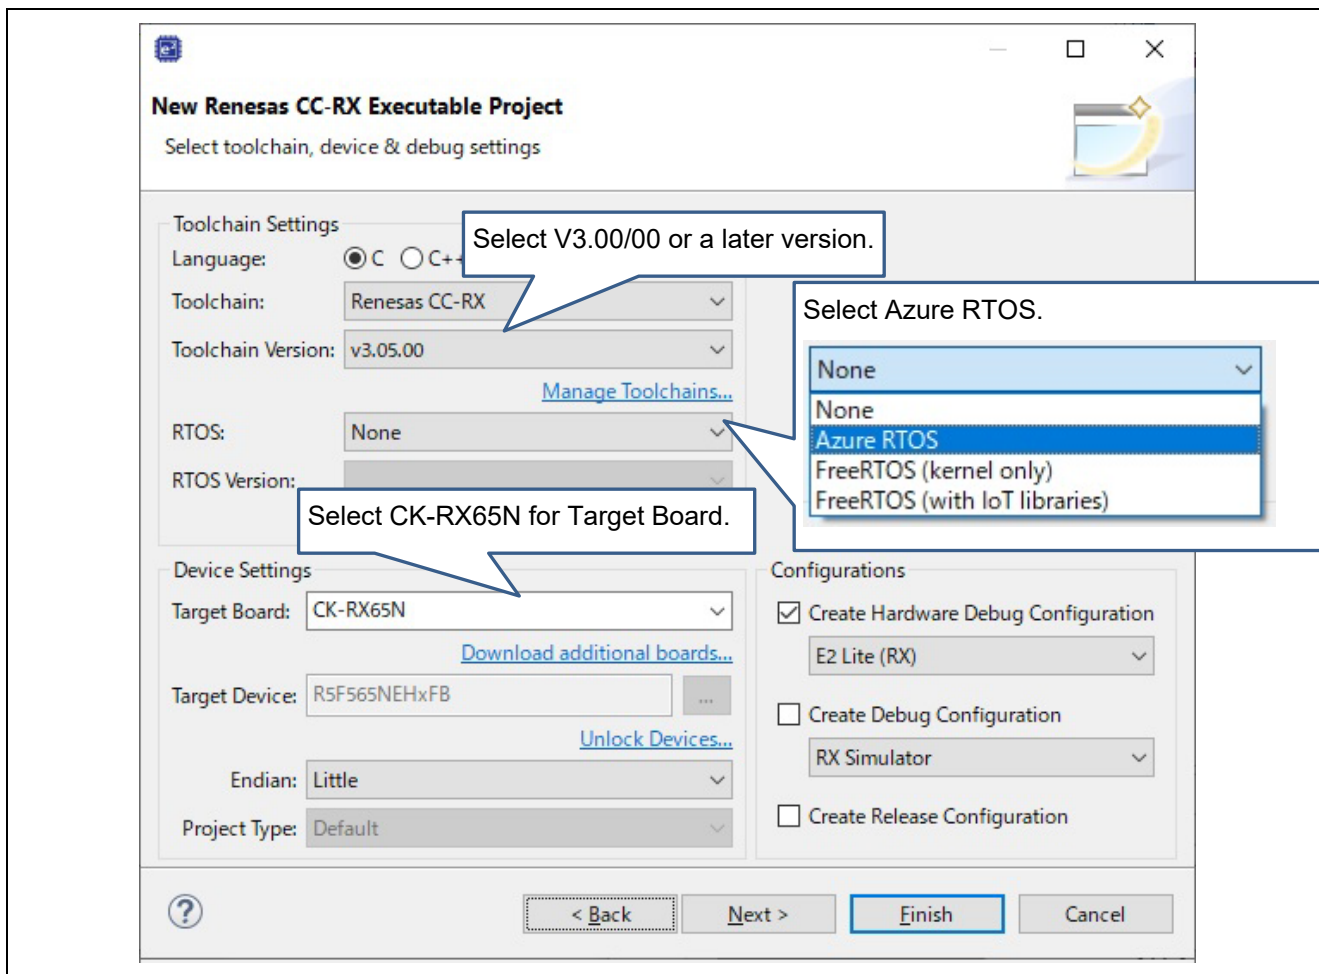 e²
New Renesas CC-RX Executable Project
Select toolchain, device & debug settings
Toolchain Settings
Language: C C++
Select V3.00/00 or a later version.
Toolchain: Renesas CC-RX
Toolchain Version: v3.05.00
Manage Toolchains...
RTOS: None
RTOS Version:
Select Azure RTOS.
None
None
Azure RTOS
FreeRTOS (kernel only)
FreeRTOS (with IoT libraries)
Select CK-RX65N for Target Board.
Device Settings
Target Board: CK-RX65N
Download additional boards...
Target Device: R5F565NEHxFB ...
Unlock Devices...
Endian: Little
Project Type: Default
Configurations
Create Hardware Debug Configuration
E2 Lite (RX)
Create Debug Configuration
RX Simulator
Create Release Configuration
? < Back Next > Finish Cancel